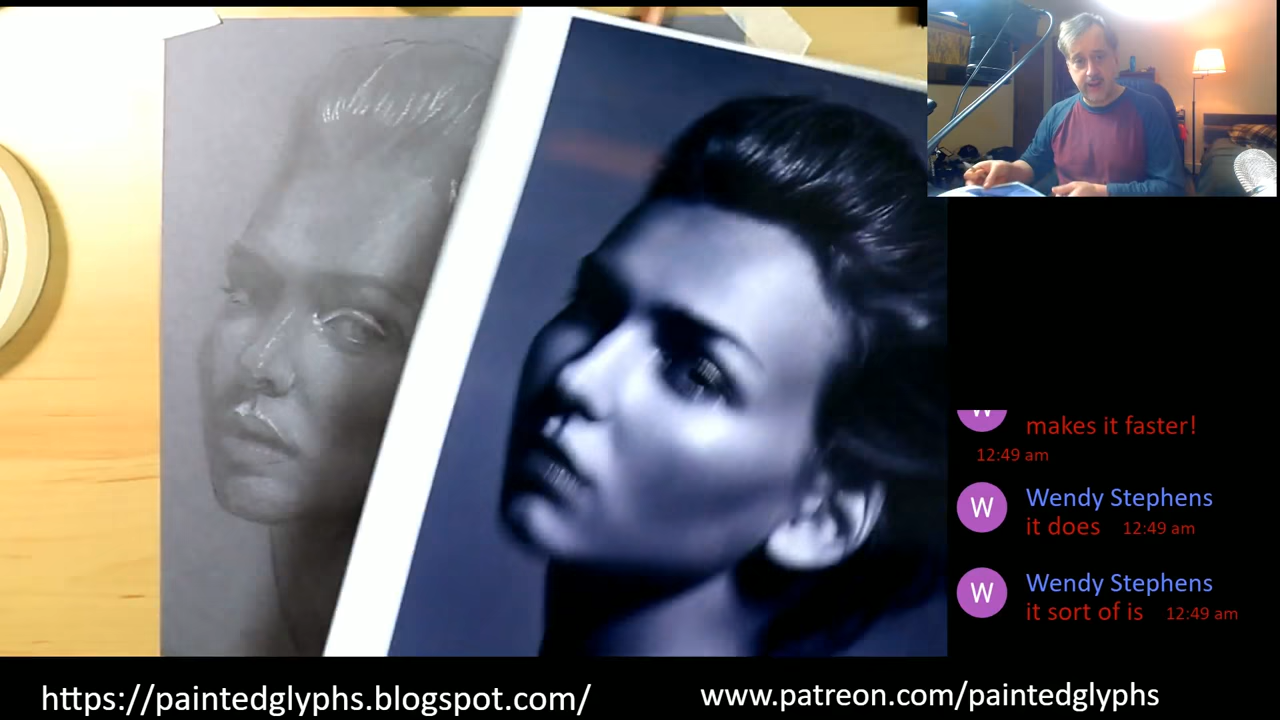 W
makes it faster!
12:49 am
W
Wendy Stephens
it does 12:49 am
W
Wendy Stephens
it sort of is 12:49 am
https://paintedglyphs.blogspot.com/
www.patreon.com/paintedglyphs